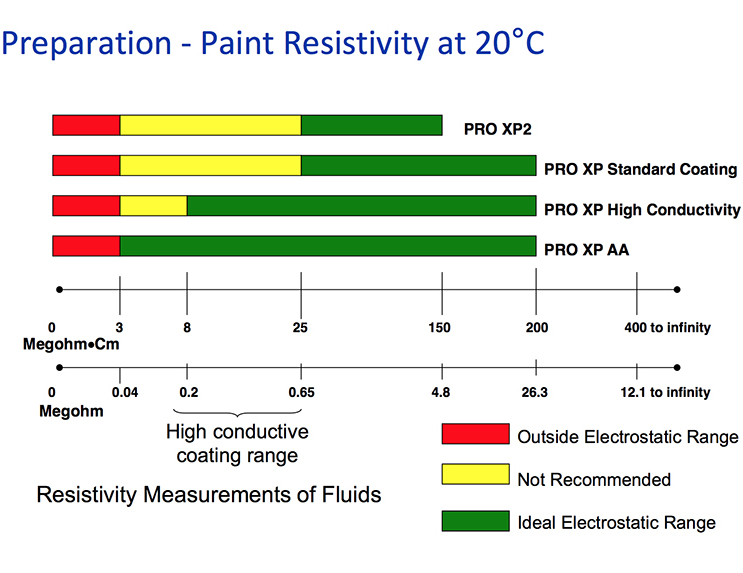 Preparation - Paint Resistivity at 20°C
PRO XP2
PRO XP Standard Coating
PRO XP High Conductivity
PRO XP AA
0 3 8 25 150 200 400 to infinity
Megohm•Cm
0 0.04 0.2 0.65 4.8 26.3 12.1 to infinity
Megohm
High conductive
coating range
Outside Electrostatic Range
Not Recommended
Resistivity Measurements of Fluids
Ideal Electrostatic Range